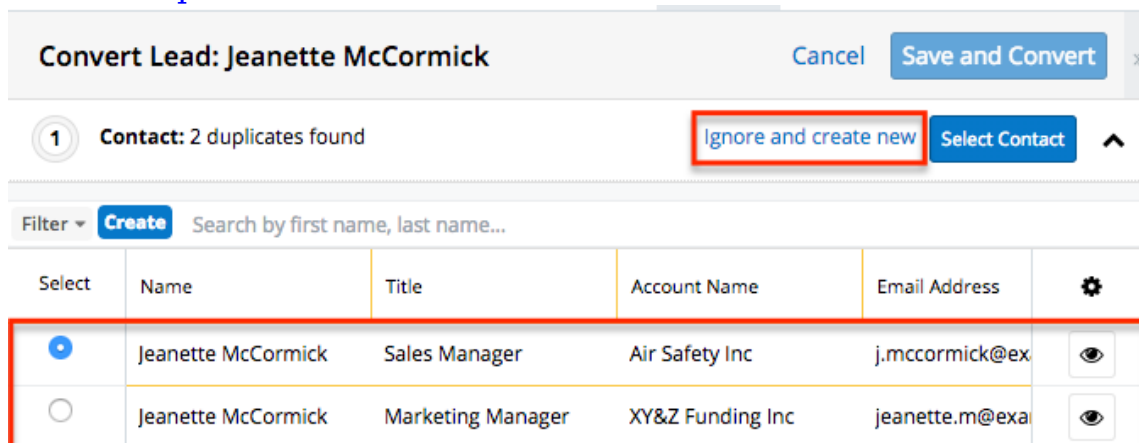 Convert Lead: Jeanette McCormick Cancel Save and Convert
1 Contact: 2 duplicates found Ignore and create new Select Contact
Filter Create Search by first name, last name...
Select Name Title Account Name Email Address
Jeanette McCormick Sales Manager Air Safety Inc j.mccormick@ex
Jeanette McCormick Marketing Manager XY&Z Funding Inc jeanette.m@exa